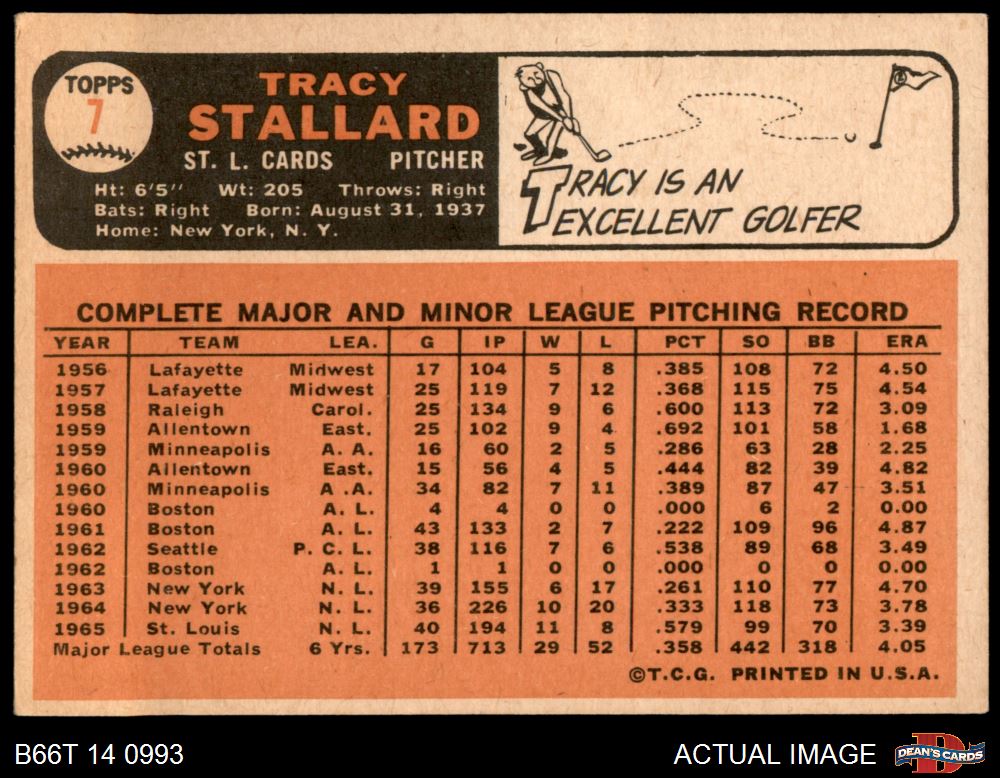 TOPPS
7
TRACY
STALLARD
ST. L. CARDS PITCHER
Ht: 6'5" Wt: 205 Throws: Right
Bats: Right Born: August 31, 1937
Home: New York, N. Y.
TRACY IS AN
EXCELLENT GOLFER
COMPLETE MAJOR AND MINOR LEAGUE PITCHING RECORD
YEAR TEAM LEA. G IP W L PCT SO BB ERA
1956 Lafayette Midwest 17 104 5 8 .385 108 72 4.50
1957 Lafayette Midwest 25 119 7 12 .368 115 75 4.54
1958 Raleigh Carol. 25 134 9 6 .600 113 72 3.09
1959 Allentown East. 25 102 9 4 .692 101 58 1.68
1959 Minneapolis A. A. 16 60 2 5 .286 63 28 2.25
1960 Allentown East. 15 56 4 5 .444 82 39 4.82
1960 Minneapolis A .A. 34 82 7 11 .389 87 47 3.51
1960 Boston A. L. 4 4 0 0 .000 6 2 0.00
1961 Boston A. L. 43 133 2 7 .222 109 96 4.87
1962 Seattle P. C. L. 38 116 7 6 .538 89 68 3.49
1962 Boston A. L. 1 1 0 0 .000 0 0 0.00
1963 New York N. L. 39 155 6 17 .261 110 77 4.70
1964 New York N. L. 36 226 10 20 .333 118 73 3.78
1965 St. Louis N. L. 40 194 11 8 .579 99 70 3.39
Major League Totals 6 Yrs. 173 713 29 52 .358 442 318 4.05
©T.C.G. PRINTED IN U.S.A.
B66T 14 0993 ACTUAL IMAGE DEAN'S CARDS